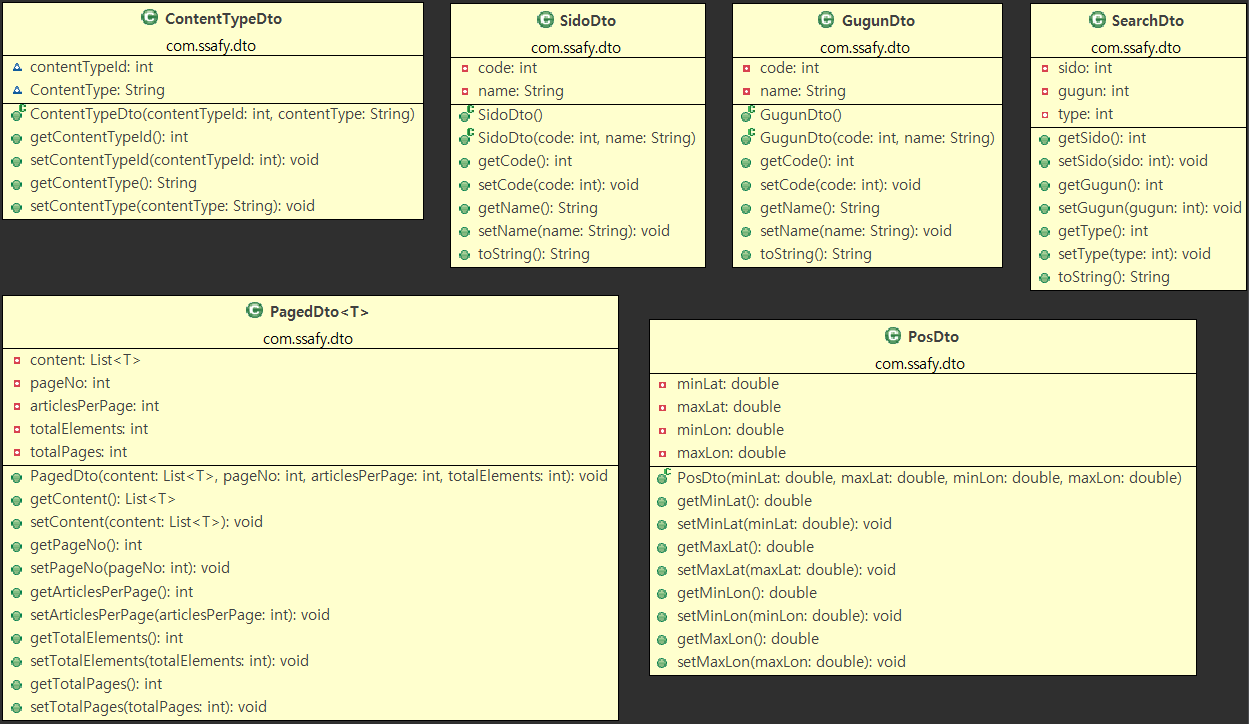 ContentTypeDto
com.ssafy.dto
contentTypeId: int
ContentType: String
ContentTypeDto(contentTypeId: int, contentType: String)
getContentTypeId(): int
setContentTypeId(contentTypeId: int): void
getContentType(): String
setContentType(contentType: String): void
SidoDto
com.ssafy.dto
code: int
name: String
SidoDto()
SidoDto(code: int, name: String)
getCode(): int
setCode(code: int): void
getName(): String
setName(name: String): void
toString(): String
GugunDto
com.ssafy.dto
code: int
name: String
GugunDto()
GugunDto(code: int, name: String)
getCode(): int
setCode(code: int): void
getName(): String
setName(name: String): void
toString(): String
SearchDto
com.ssafy.dto
sido: int
gugun: int
type: int
getSido(): int
setSido(sido: int): void
getGugun(): int
setGugun(gugun: int): void
getType(): int
setType(type: int): void
toString(): String
PagedDto<T>
com.ssafy.dto
content: List<T>
pageNo: int
articlesPerPage: int
totalElements: int
totalPages: int
PagedDto(content: List<T>, pageNo: int, articlesPerPage: int, totalElements: int): void
getContent(): List<T>
setContent(content: List<T>): void
getPageNo(): int
setPageNo(pageNo: int): void
getArticlesPerPage(): int
setArticlesPerPage(articlesPerPage: int): void
getTotalElements(): int
setTotalElements(totalElements: int): void
getTotalPages(): int
setTotalPages(totalPages: int): void
PosDto
com.ssafy.dto
minLat: double
maxLat: double
minLon: double
maxLon: double
PosDto(minLat: double, maxLat: double, minLon: double, maxLon: double)
getMinLat(): double
setMinLat(minLat: double): void
getMaxLat(): double
setMaxLat(maxLat: double): void
getMinLon(): double
setMinLon(minLon: double): void
getMaxLon(): double
setMaxLon(maxLon: double): void